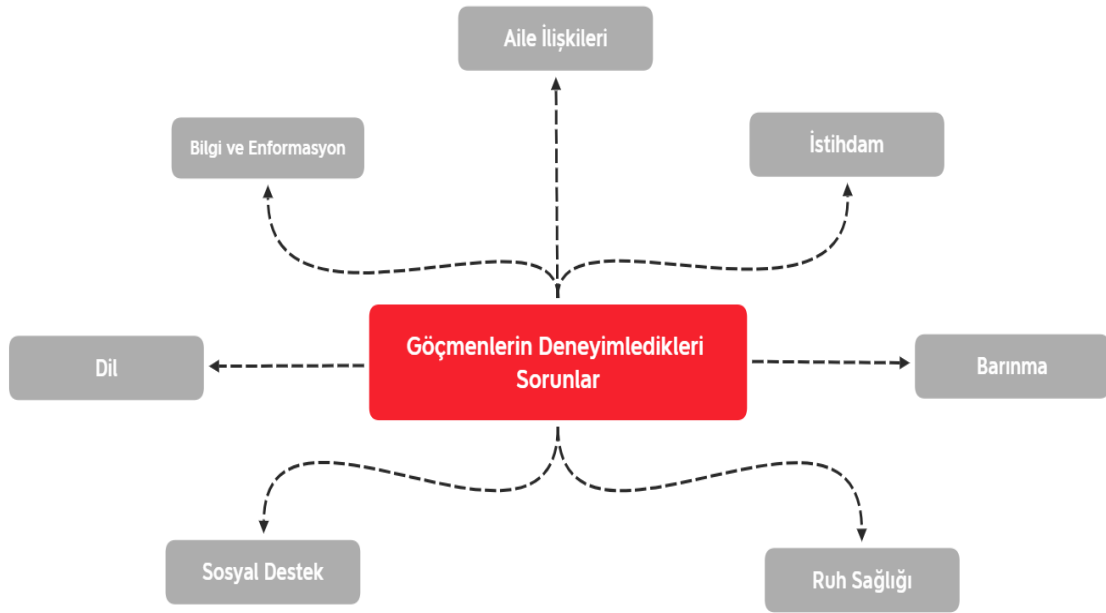 Aile İlişkileri
Bilgi ve Enformasyon
İstihdam
Göçmenlerin Deneyimledikleri
Sorunlar
Dil
Barınma
Sosyal Destek
Ruh Sağlığı